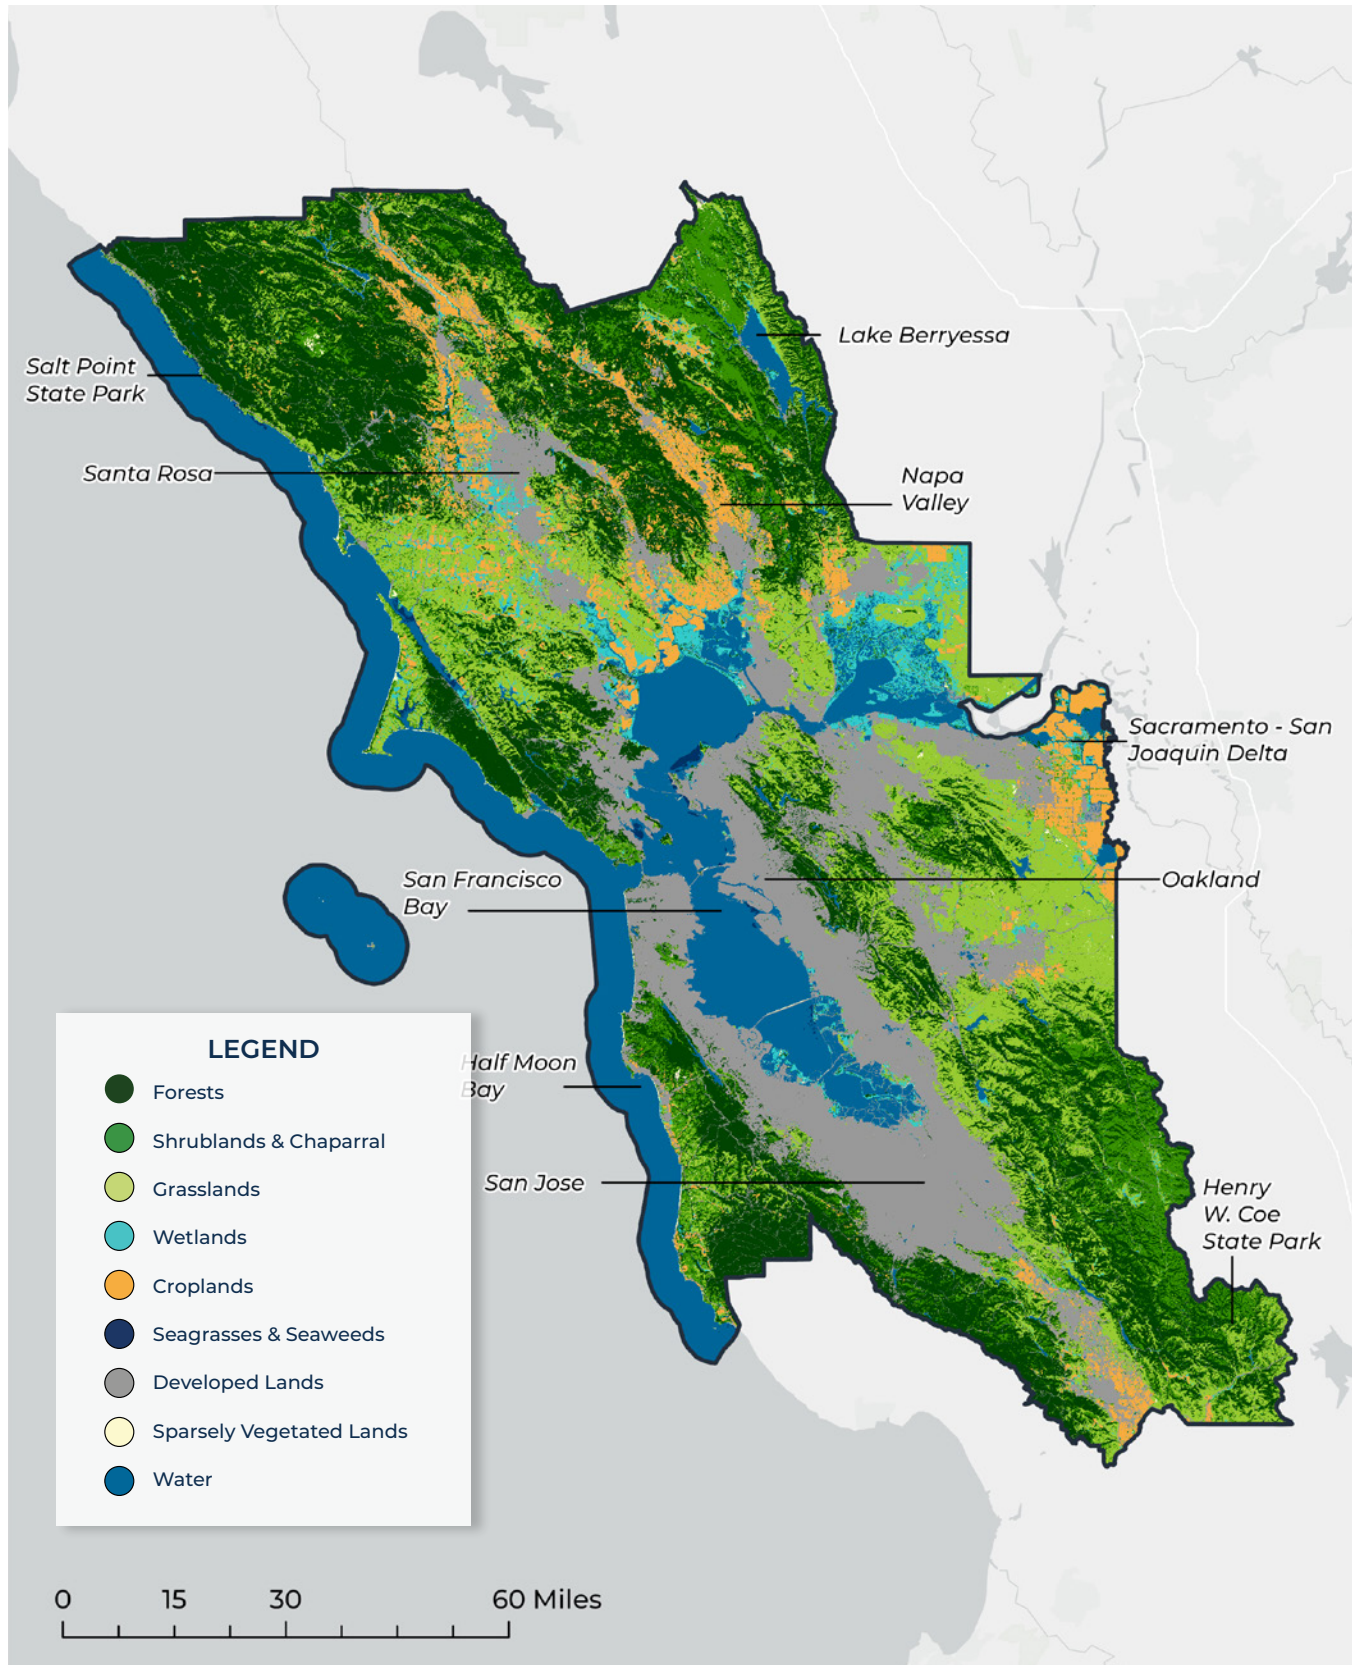 Lake Berryessa
Salt Point
State Park
Santa Rosa
Napa
Valley
Sacramento - San
Joaquin Delta
San Francisco
Bay
Oakland
Half Moon
Bay
San Jose
Henry
W. Coe
State Park
LEGEND
Forests
Shrublands & Chaparral
Grasslands
Wetlands
Croplands
Seagrasses & Seaweeds
Developed Lands
Sparsely Vegetated Lands
Water
0 15 30 60 Miles